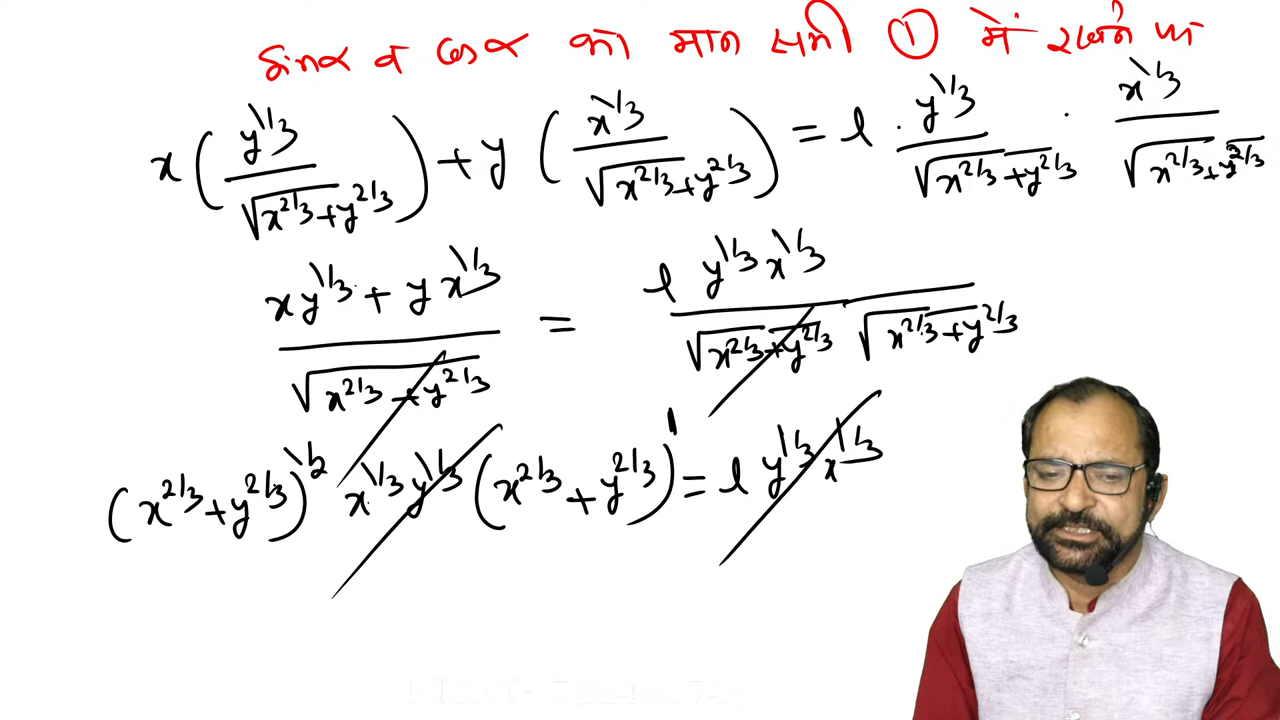 sinα व cosα का मान समी ① में रखने पर
x(y^{1/3}/√(x^{2/3}+y^{2/3})) + y(x^{1/3}/√(x^{2/3}+y^{2/3})) = l · y^{1/3}/√(x^{2/3}+y^{2/3}) · x^{1/3}/√(x^{2/3}+y^{2/3})
(xy^{1/3} + yx^{1/3})/√(x^{2/3}+y^{2/3}) = l y^{1/3} x^{1/3}/(√(x^{2/3}+y^{2/3}) √(x^{2/3}+y^{2/3}))
(x^{2/3}+y^{2/3})^{1/2} x^{1/3} y^{1/3} (x^{2/3}+y^{2/3})^{1} = l y^{1/3} x^{1/3}